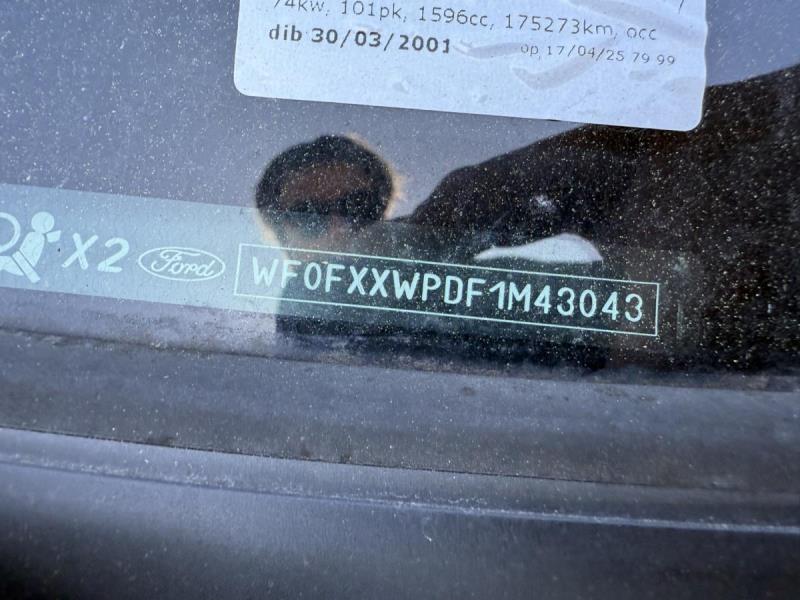 74kw, 101pk, 1596cc, 175273km, occ
dib 30/03/2001
op 17/04/25 79 99
X2 Ford WF0FXXWPDF1M43043